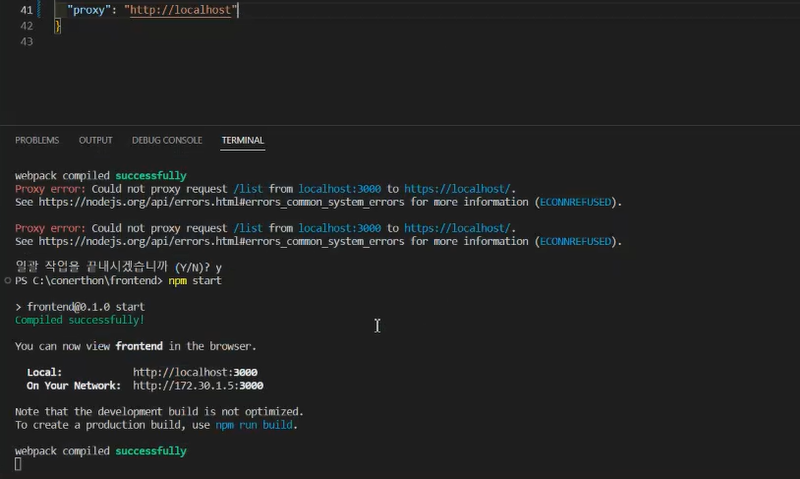 41 "proxy": "http://localhost"
42 }
43
PROBLEMS OUTPUT DEBUG CONSOLE TERMINAL
webpack compiled successfully
Proxy error: Could not proxy request /list from localhost:3000 to https://localhost/.
See https://nodejs.org/api/errors.html#errors_common_system_errors for more information (ECONNREFUSED).
Proxy error: Could not proxy request /list from localhost:3000 to https://localhost/.
See https://nodejs.org/api/errors.html#errors_common_system_errors for more information (ECONNREFUSED).
일괄 작업을 끝내시겠습니까 (Y/N)? y
PS C:\conerthon\frontend> npm start
> frontend@0.1.0 start
Compiled successfully!
You can now view frontend in the browser.
Local: http://localhost:3000
On Your Network: http://172.30.1.5:3000
Note that the development build is not optimized.
To create a production build, use npm run build.
webpack compiled successfully